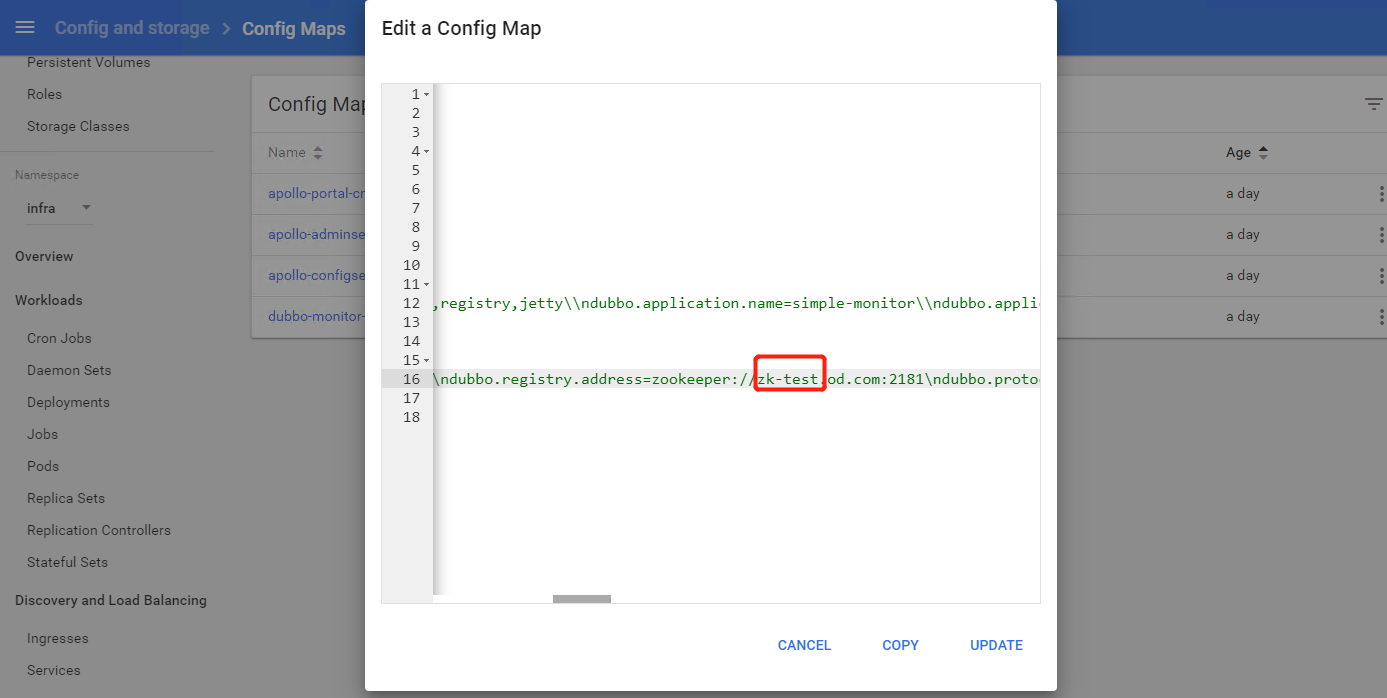 Config and storage > Config Maps
Persistent Volumes
Roles
Storage Classes
Namespace
infra
Overview
Workloads
Cron Jobs
Daemon Sets
Deployments
Jobs
Pods
Replica Sets
Replication Controllers
Stateful Sets
Discovery and Load Balancing
Ingresses
Services
Config Map
Name
Age
apollo-portal-cm
a day
apollo-adminse
a day
apollo-configse
a day
dubbo-monitor-
a day
Edit a Config Map
1
2
3
4
5
6
7
8
9
10
11
12 ,registry,jetty\\ndubbo.application.name=simple-monitor\\ndubbo.appli
13
14
15
16 \ndubbo.registry.address=zookeeper://zk-test.od.com:2181\ndubbo.proto
17
18
CANCEL
COPY
UPDATE